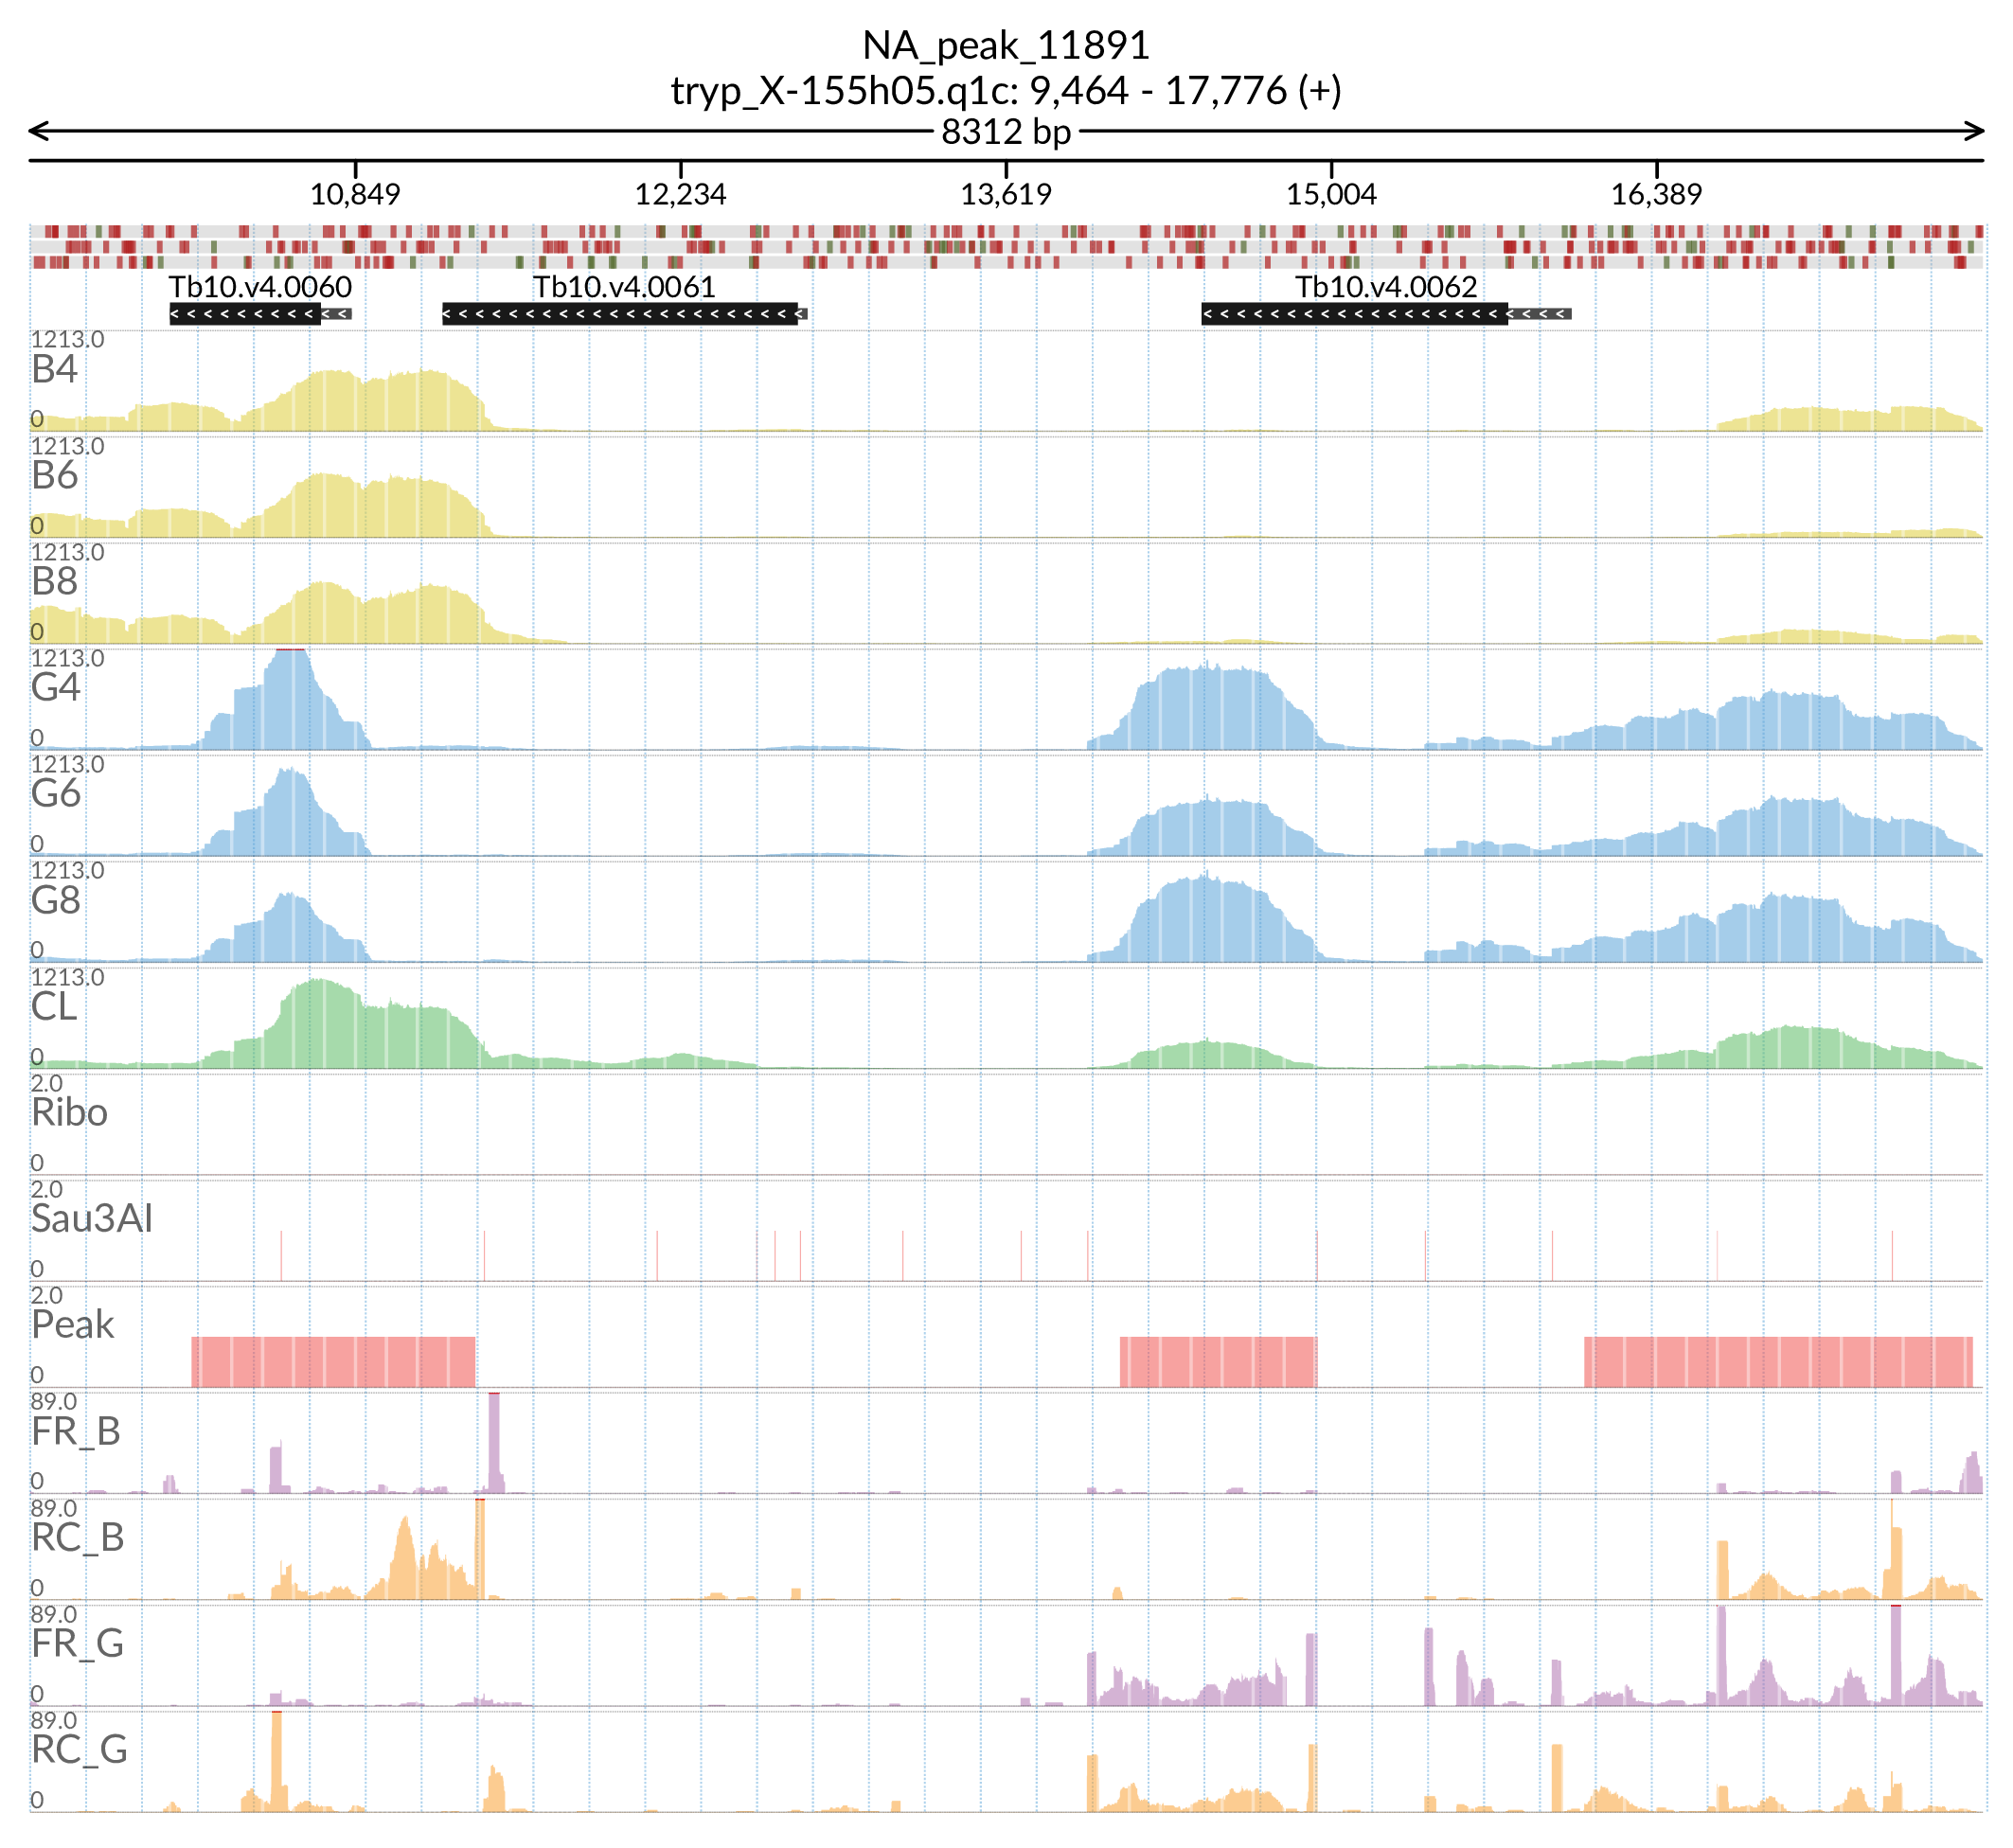 NA_peak_11891
tryp_X-155h05.q1c: 9,464 - 17,776 (+)
8312 bp
10,849 12,234 13,619 15,004 16,389
Tb10.v4.0060 Tb10.v4.0061 Tb10.v4.0062
1213.0
B4
0
1213.0
B6
0
1213.0
B8
0
1213.0
G4
0
1213.0
G6
0
1213.0
G8
0
1213.0
CL
0
2.0
Ribo
0
2.0
Sau3AI
0
2.0
Peak
0
89.0
FR_B
0
89.0
RC_B
0
89.0
FR_G
0
89.0
RC_G
0